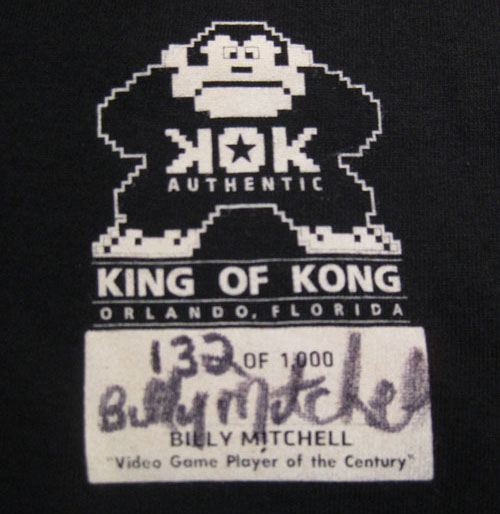 K★K
AUTHENTIC
KING OF KONG
ORLANDO, FLORIDA
132 OF 1,000
Billy Mitchell
BILLY MITCHELL
"Video Game Player of the Century"